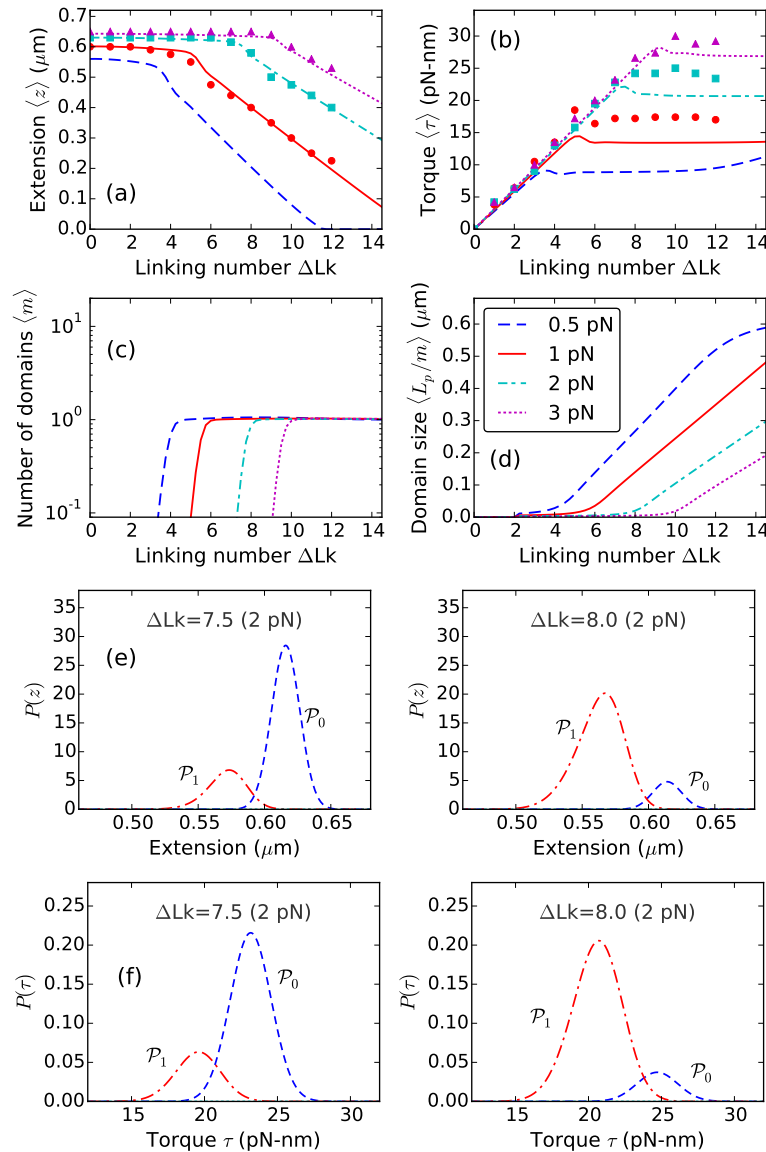 0.7
0.6
0.5
0.4
0.3
0.2
0.1
0.0
Extension ⟨z⟩ (μm)
(a)
0 2 4 6 8 10 12 14
Linking number ΔLk
35
30
25
20
15
10
5
0
Torque ⟨τ⟩ (pN-nm)
(b)
0 2 4 6 8 10 12 14
Linking number ΔLk
10¹
10⁰
10⁻¹
Number of domains ⟨m⟩
(c)
0 2 4 6 8 10 12 14
Linking number ΔLk
0.6
0.5
0.4
0.3
0.2
0.1
0.0
Domain size ⟨Lₚ/m⟩ (μm)
0.5 pN
1 pN
2 pN
3 pN
(d)
0 2 4 6 8 10 12 14
Linking number ΔLk
35
30
25
20
15
10
5
0
P(z)
ΔLk=7.5 (2 pN)
(e)
𝒫₀
𝒫₁
0.50 0.55 0.60 0.65
Extension (μm)
35
30
25
20
15
10
5
0
P(z)
ΔLk=8.0 (2 pN)
𝒫₁
𝒫₀
0.50 0.55 0.60 0.65
Extension (μm)
0.25
0.20
0.15
0.10
0.05
0.00
P(τ)
ΔLk=7.5 (2 pN)
(f)
𝒫₀
𝒫₁
15 20 25 30
Torque τ (pN-nm)
0.25
0.20
0.15
0.10
0.05
0.00
P(τ)
ΔLk=8.0 (2 pN)
𝒫₁
𝒫₀
15 20 25 30
Torque τ (pN-nm)